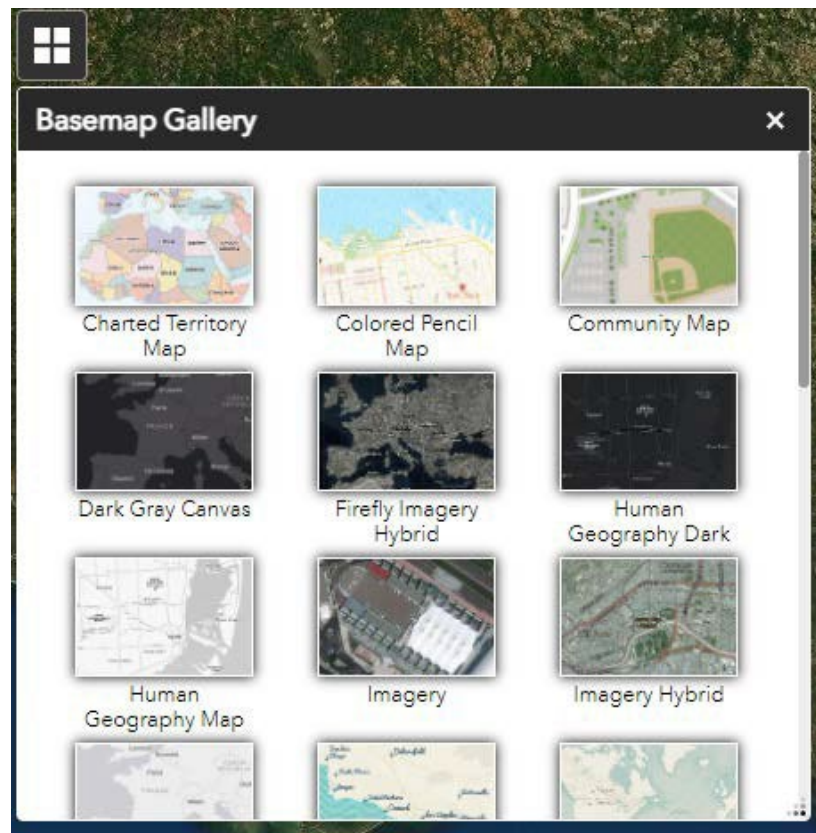 Basemap Gallery
Charted Territory
Map
Colored Pencil
Map
Community Map
Dark Gray Canvas
Firefly Imagery
Hybrid
Human
Geography Dark
Human
Geography Map
Imagery
Imagery Hybrid